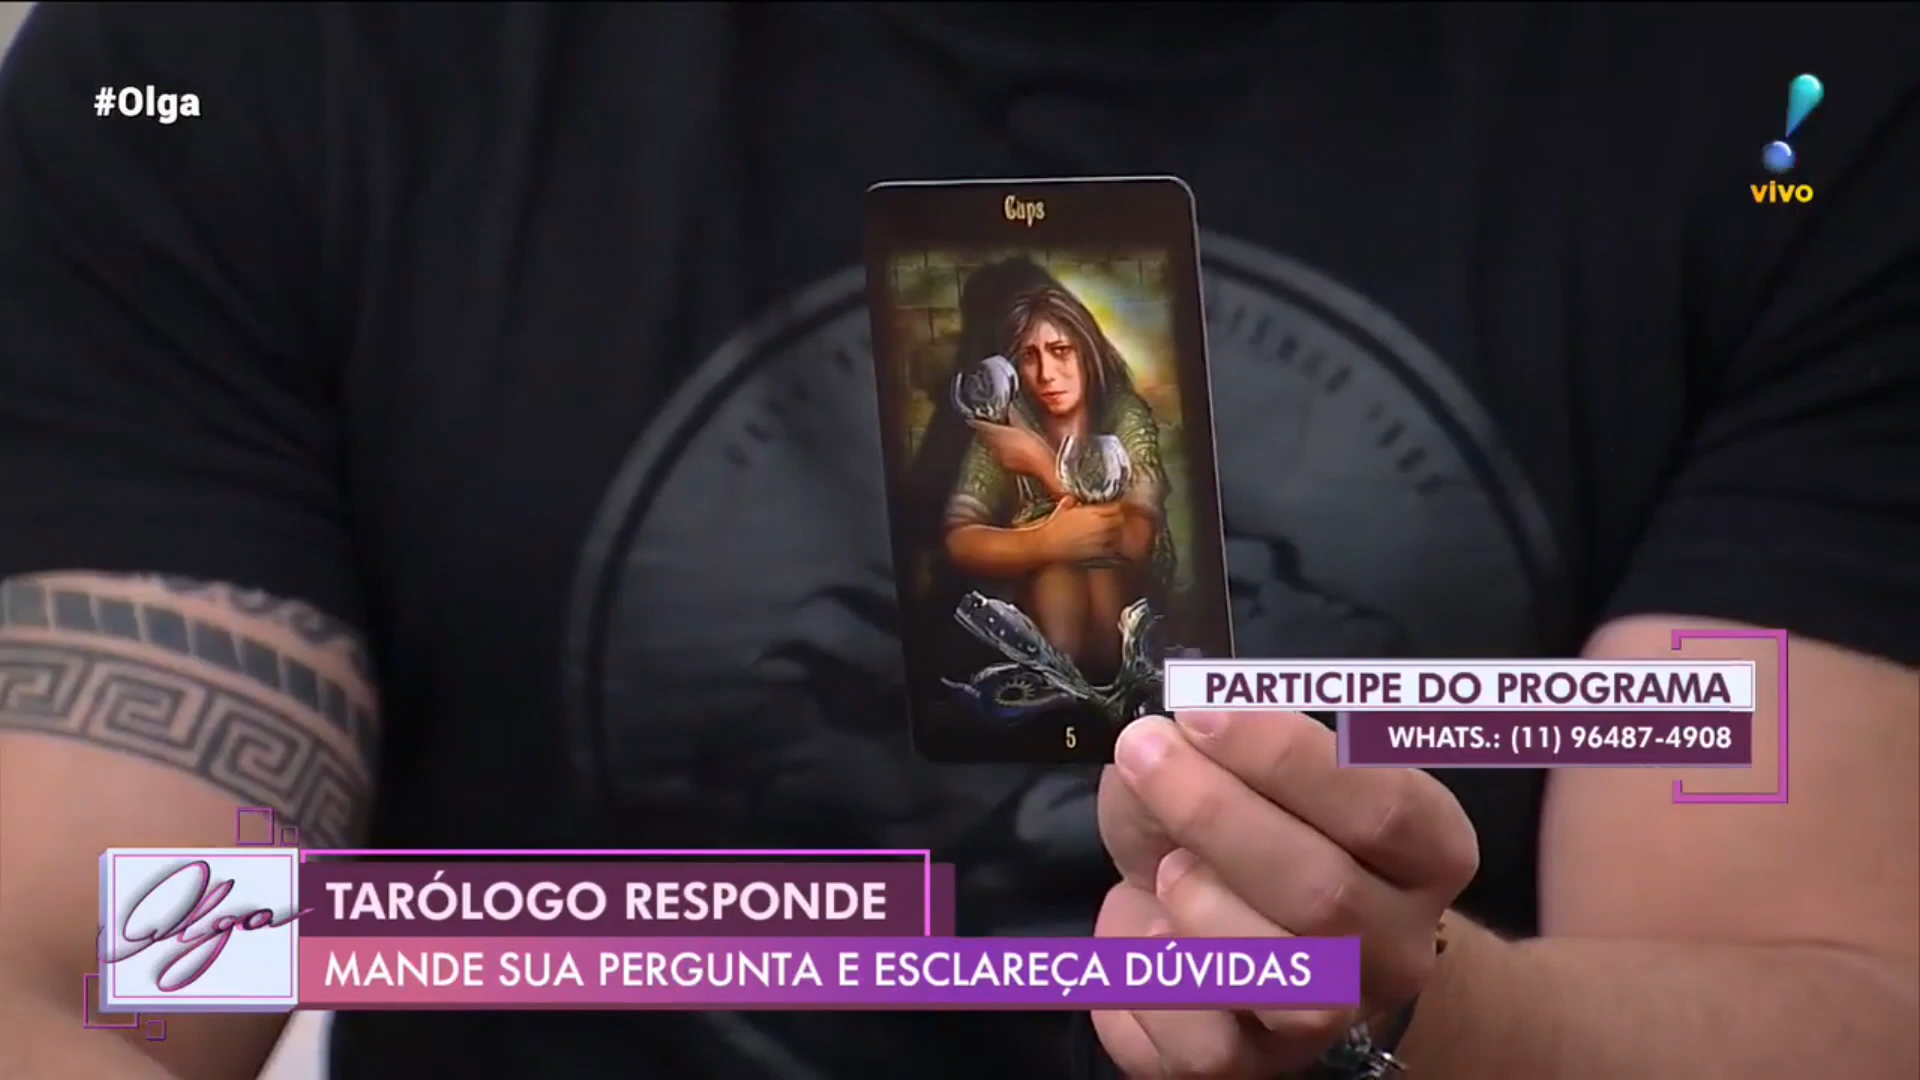 #Olga
vivo
Cups
5
PARTICIPE DO PROGRAMA
WHATS.: (11) 96487-4908
Olga
TARÓLOGO RESPONDE
MANDE SUA PERGUNTA E ESCLAREÇA DÚVIDAS